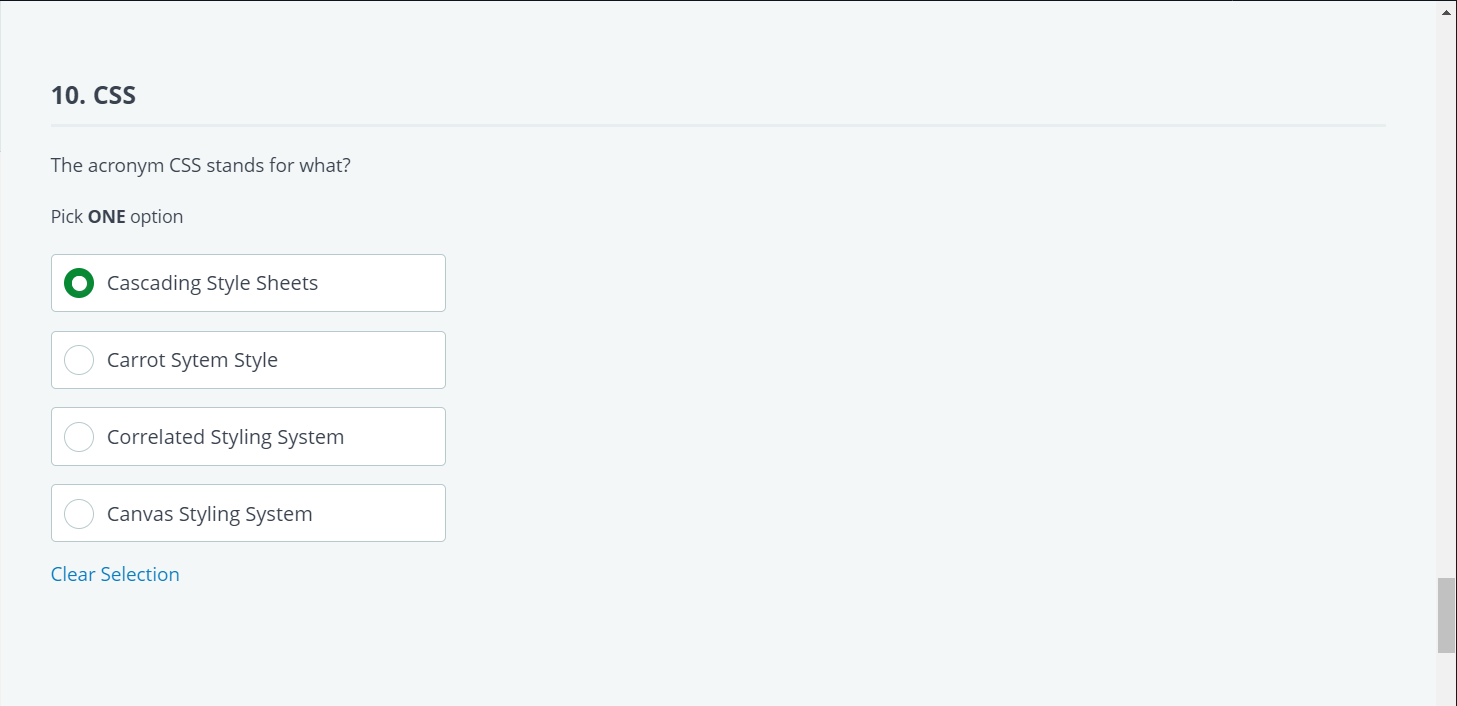 10. CSS
The acronym CSS stands for what?
Pick ONE option
Cascading Style Sheets
Carrot Sytem Style
Correlated Styling System
Canvas Styling System
Clear Selection